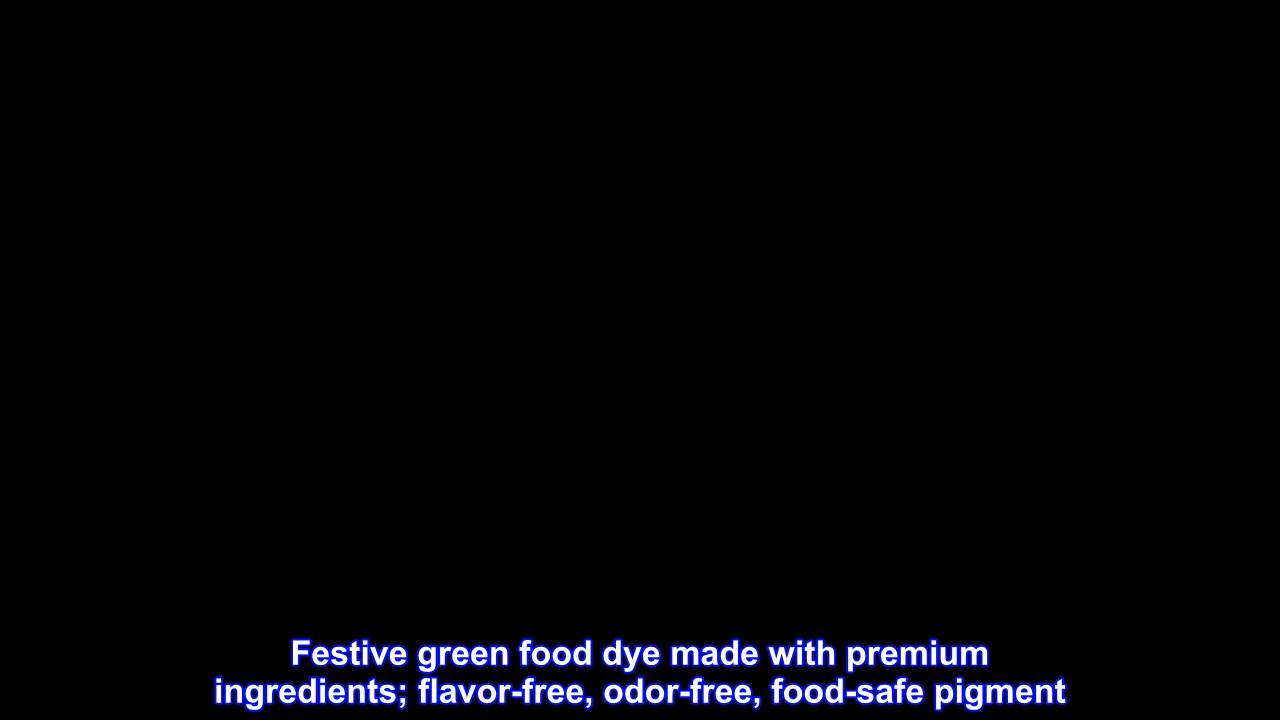 Festive green food dye made with premium
ingredients; flavor-free, odor-free, food-safe pigment